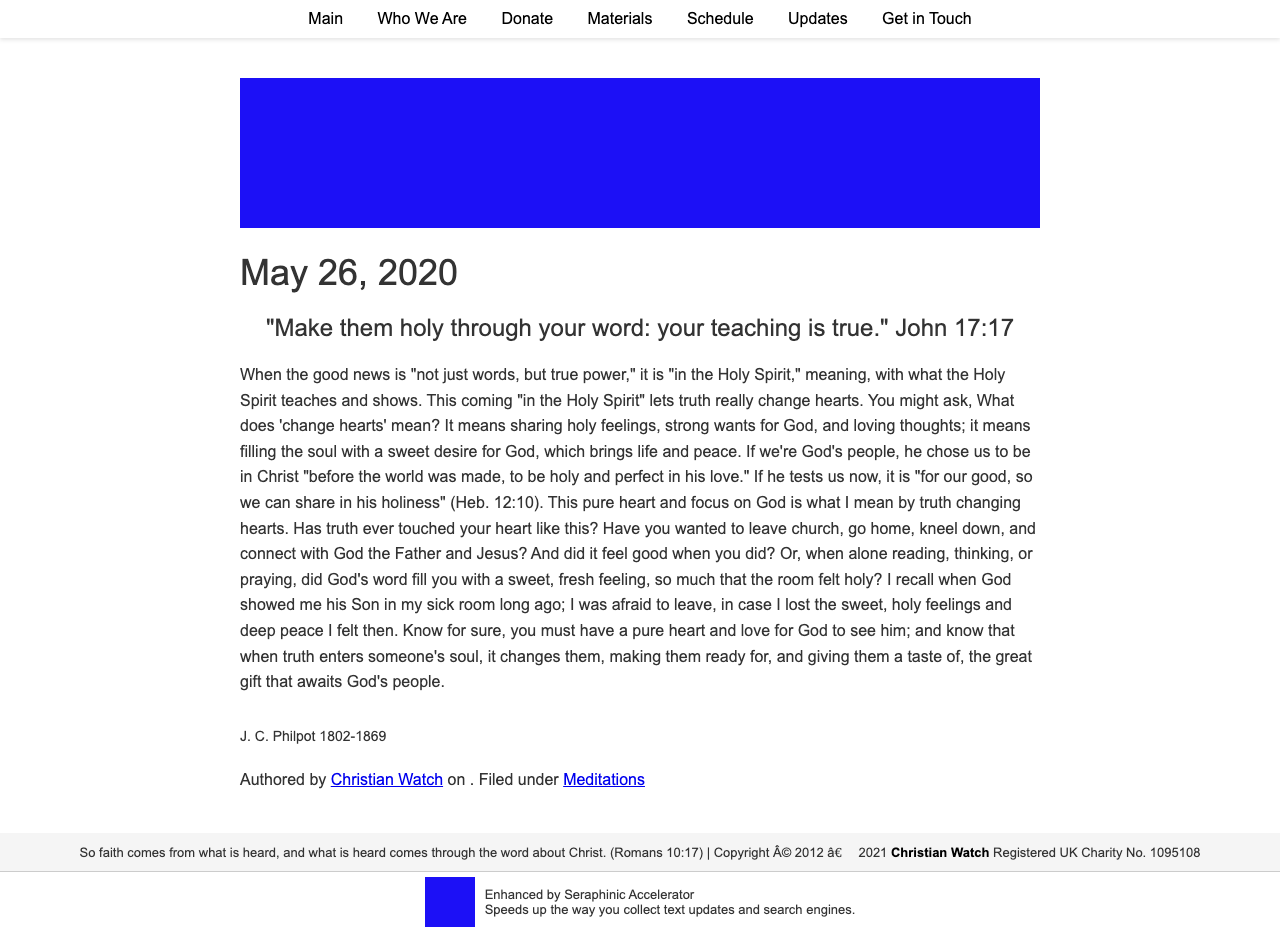 Main Who We Are Donate Materials Schedule Updates Get in Touch
May 26, 2020
"Make them holy through your word: your teaching is true." John 17:17
When the good news is "not just words, but true power," it is "in the Holy Spirit," meaning, with what the Holy
Spirit teaches and shows. This coming "in the Holy Spirit" lets truth really change hearts. You might ask, What
does 'change hearts' mean? It means sharing holy feelings, strong wants for God, and loving thoughts; it means
filling the soul with a sweet desire for God, which brings life and peace. If we're God's people, he chose us to be
in Christ "before the world was made, to be holy and perfect in his love." If he tests us now, it is "for our good, so
we can share in his holiness" (Heb. 12:10). This pure heart and focus on God is what I mean by truth changing
hearts. Has truth ever touched your heart like this? Have you wanted to leave church, go home, kneel down, and
connect with God the Father and Jesus? And did it feel good when you did? Or, when alone reading, thinking, or
praying, did God's word fill you with a sweet, fresh feeling, so much that the room felt holy? I recall when God
showed me his Son in my sick room long ago; I was afraid to leave, in case I lost the sweet, holy feelings and
deep peace I felt then. Know for sure, you must have a pure heart and love for God to see him; and know that
when truth enters someone's soul, it changes them, making them ready for, and giving them a taste of, the great
gift that awaits God's people.
J. C. Philpot 1802-1869
Authored by Christian Watch on . Filed under Meditations
So faith comes from what is heard, and what is heard comes through the word about Christ. (Romans 10:17) | Copyright Â© 2012 â€ 2021 Christian Watch Registered UK Charity No. 1095108
Enhanced by Seraphinic Accelerator
Speeds up the way you collect text updates and search engines.